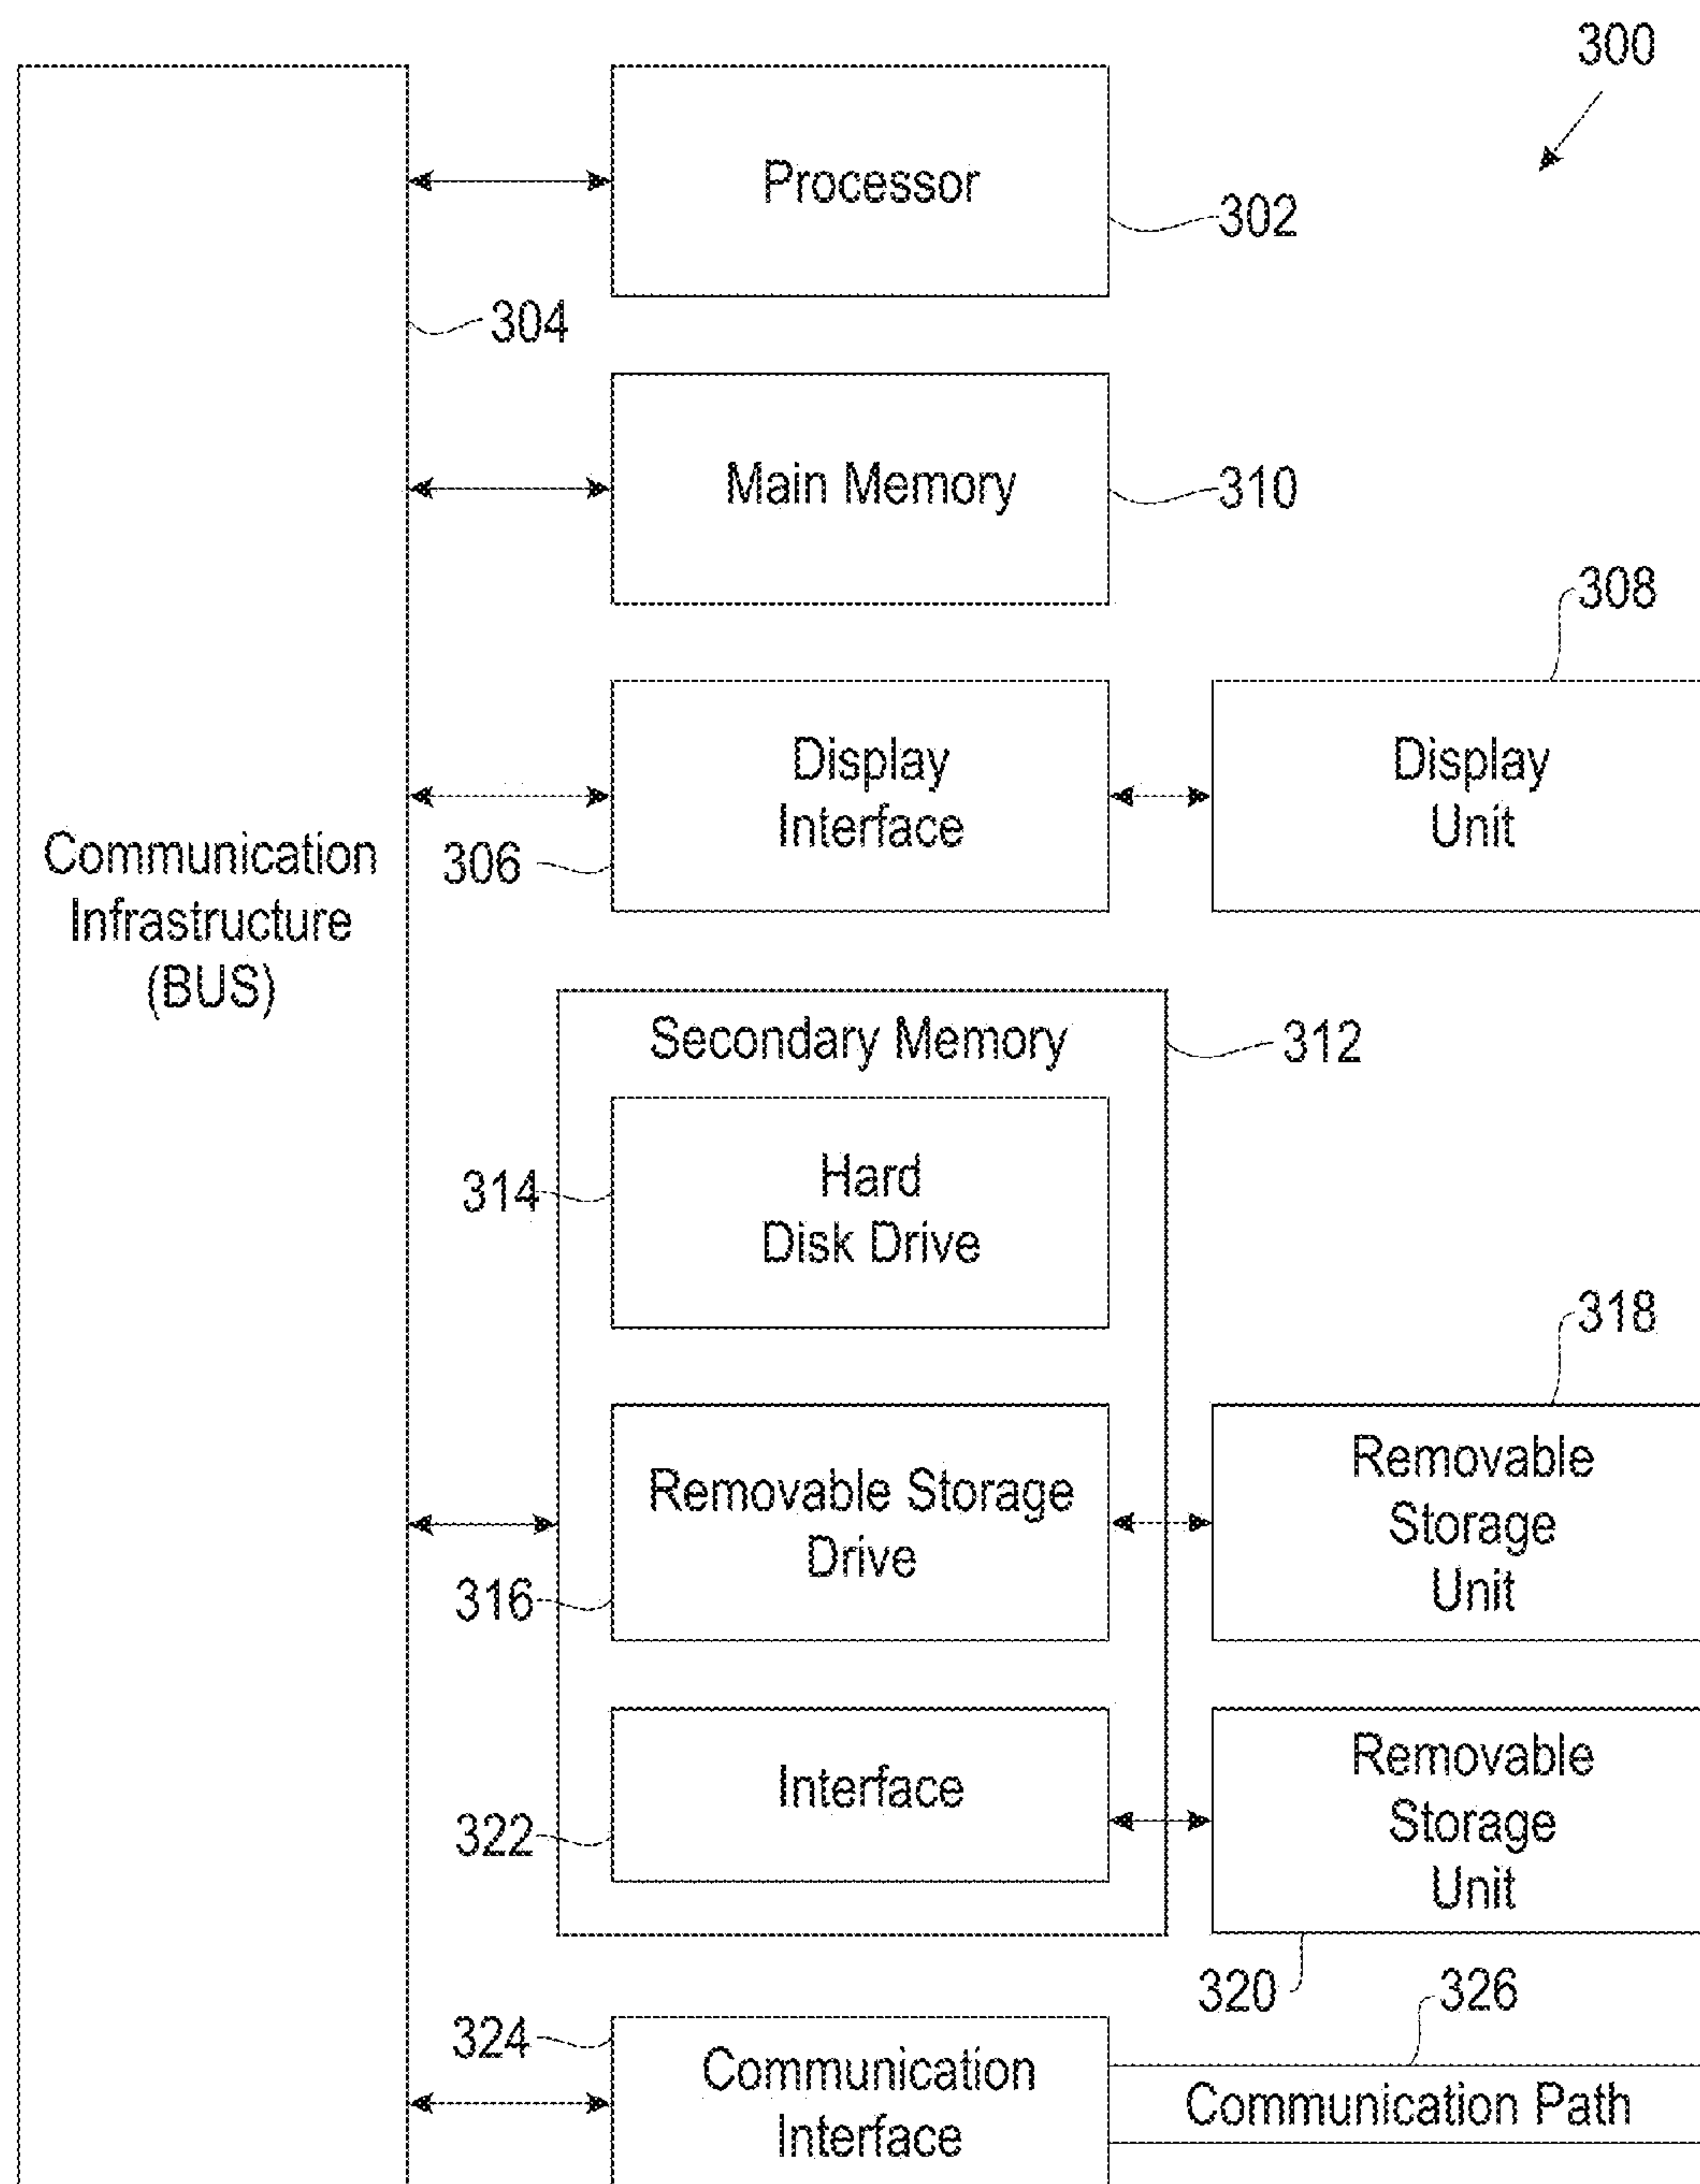 300
Processor
302
304
Main Memory
310
308
Display
Interface
Display
Unit
306
Communication
Infrastructure
(BUS)
Secondary Memory
312
Hard
Disk Drive
314
318
Removable Storage
Drive
Removable
Storage
Unit
316
Interface
Removable
Storage
Unit
322
320
326
324
Communication
Interface
Communication Path